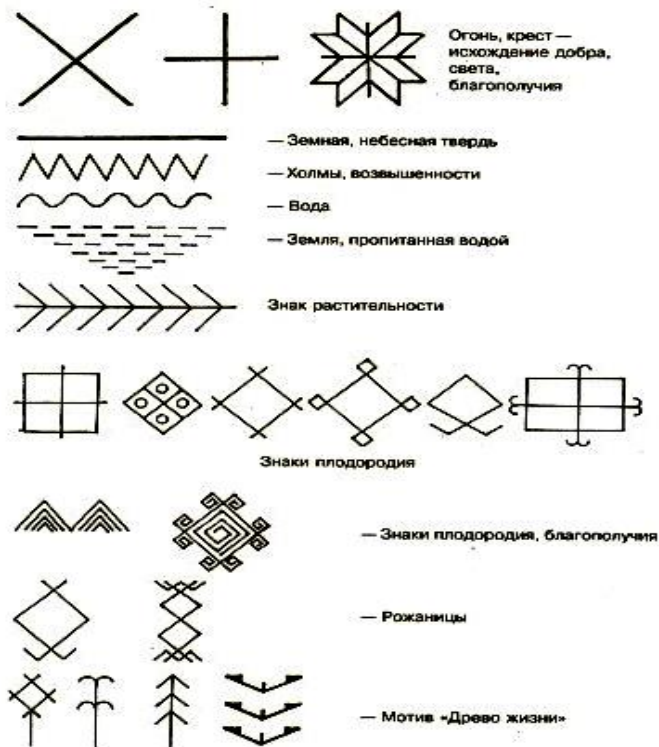 Огонь, крест —
исхождение добра,
света,
благополучия
— Земная, небесная твердь
— Холмы, возвышенности
— Вода
— Земля, пропитанная водой
Знак растительности
Знаки плодородия
— Знаки плодородия, благополучия
— Рожаницы
— Мотив «Древо жизни»